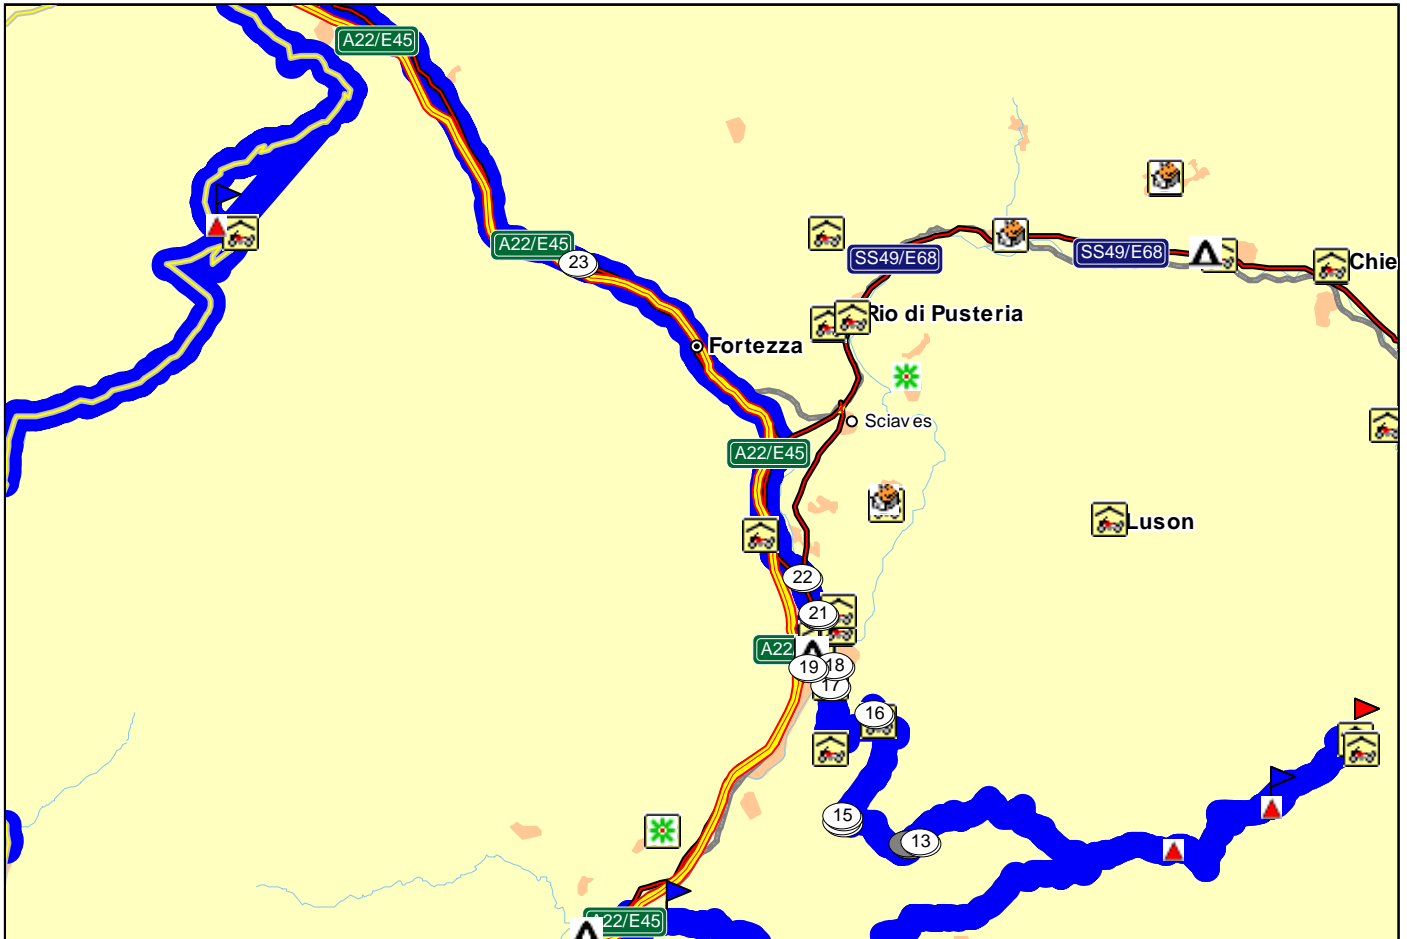 A22/E45
A22/E45
23
SS49/E68
SS49/E68
Chie
Rio di Pusteria
Fortezza
Sciaves
A22/E45
Luson
22
21
A22
19
18
17
16
15
13
A22/E45